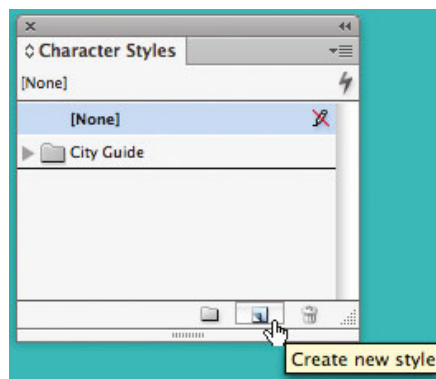 Character Styles
[None]
[None]
City Guide
Create new style